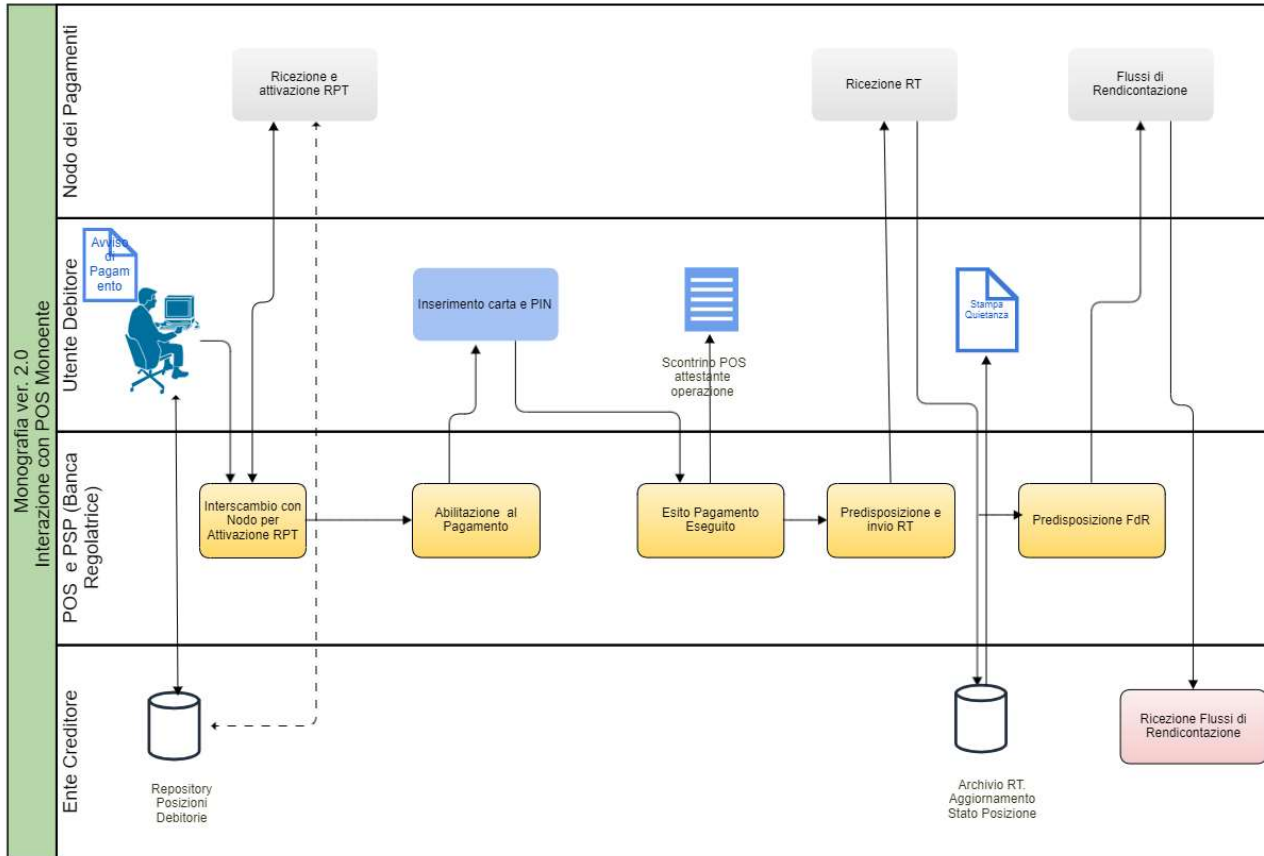 Monografia ver. 2.0
Interazione con POS Monoente
Nodo dei Pagamenti
Ricezione e
attivazione RPT
Ricezione RT
Flussi di
Rendicontazione
Utente Debitore
Avviso
di
Pagam
ento
Inserimento carta e PIN
Scontrino POS
attestante
operazione
Stampa
Quietanza
POS e PSP (Banca
Regolatrice)
Interscambio con
Nodo per
Attivazione RPT
Abilitazione al
Pagamento
Esito Pagamento
Eseguito
Predisposizione e
invio RT
Predisposizione FdR
Ente Creditore
Repository
Posizioni
Debitorie
Archivio RT.
Aggiornamento
Stato Posizione
Ricezione Flussi di
Rendicontazione